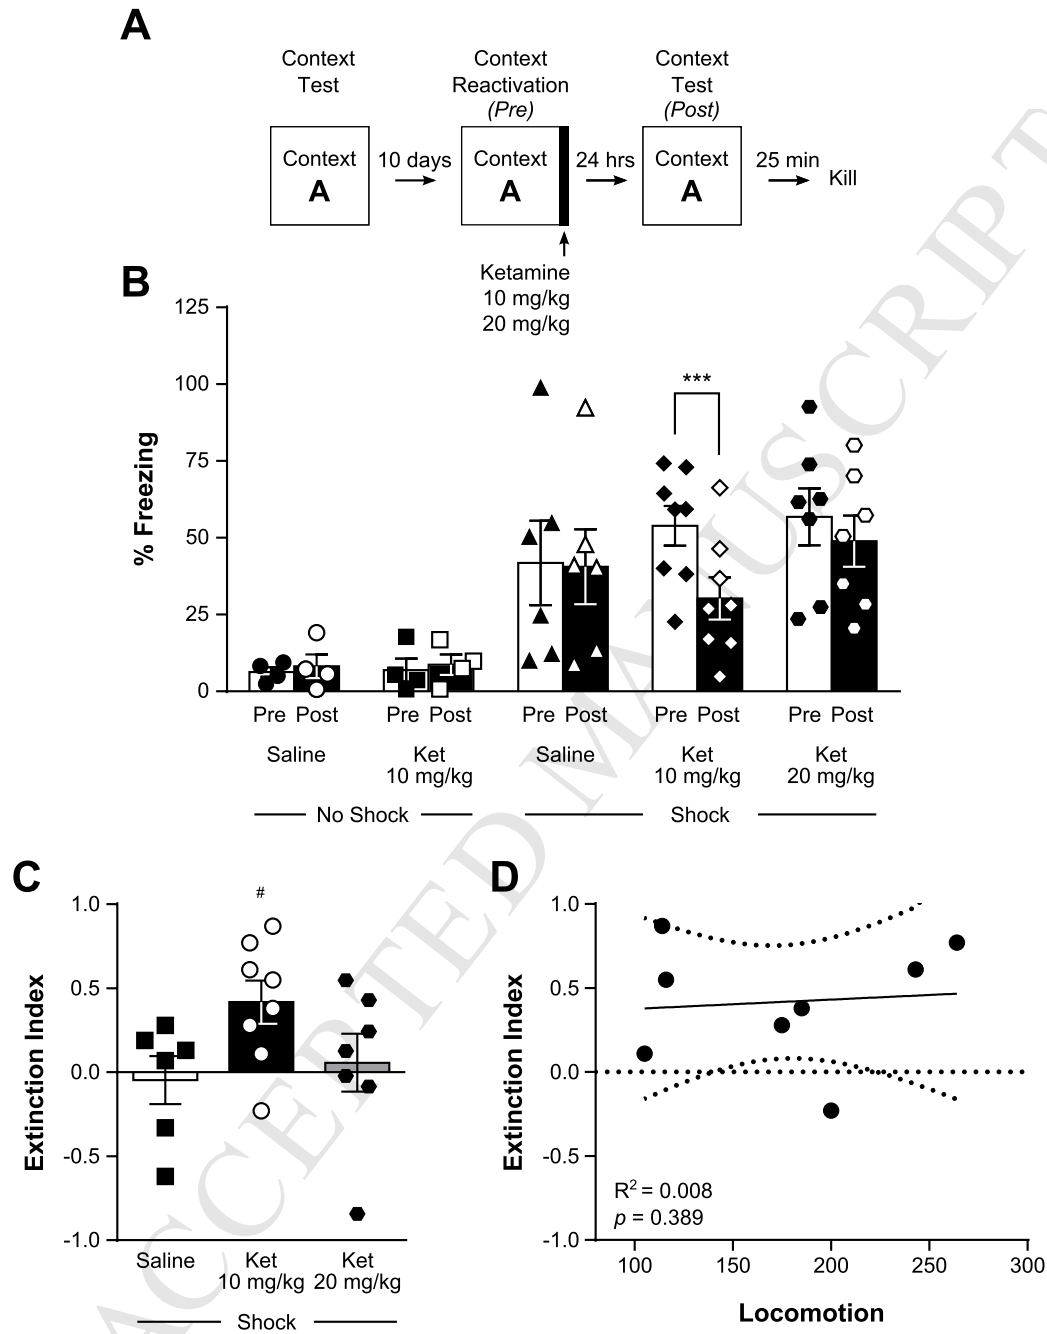 A
Context Test
Context Reactivation (Pre)
Context Test (Post)
Context A
10 days
Context A
24 hrs
Context A
25 min
Kill
Ketamine
10 mg/kg
20 mg/kg
B
% Freezing
125
100
75
50
25
0
***
Pre Post Pre Post Pre Post Pre Post Pre Post
Saline Ket Saline Ket Ket
10 mg/kg 10 mg/kg 20 mg/kg
No Shock Shock
C
Extinction Index
1.0
0.5
0.0
-0.5
-1.0
#
Saline Ket Ket
10 mg/kg 20 mg/kg
Shock
D
Extinction Index
1.0
0.5
0.0
-0.5
-1.0
R² = 0.008
p = 0.389
100 150 200 250 300
Locomotion
ACCEPTED MANUSCRIPT